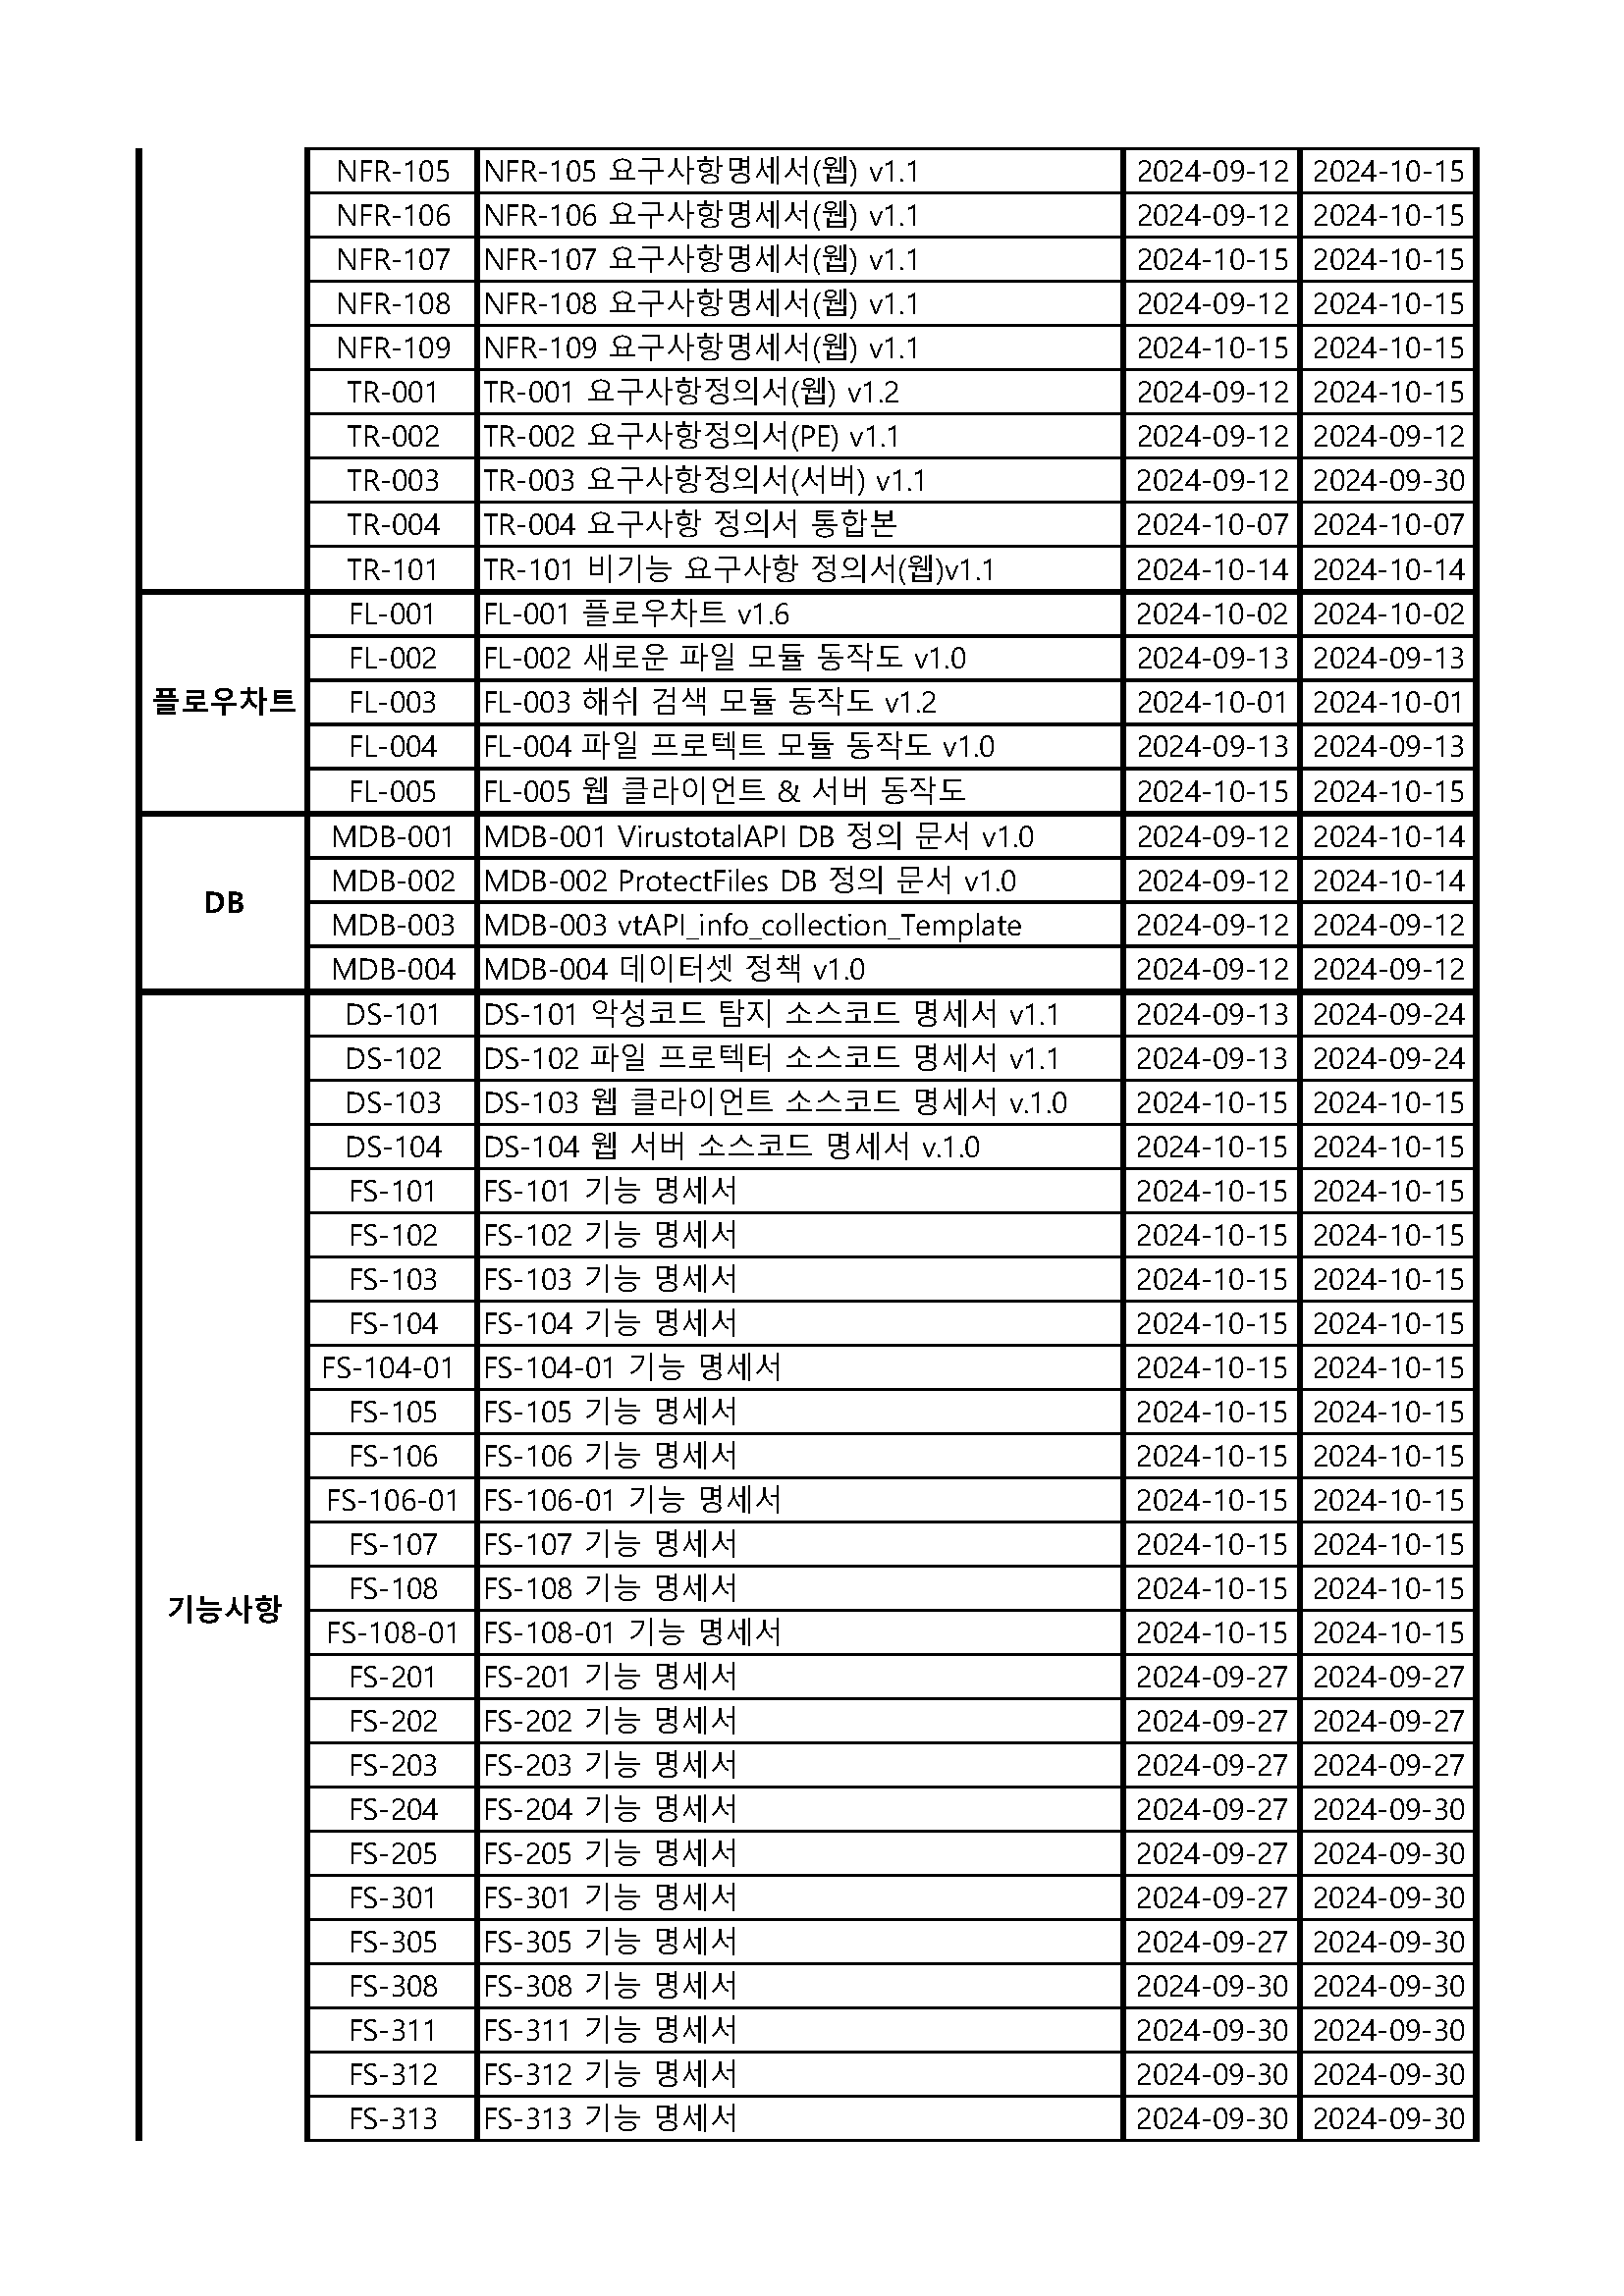 NFR-105 NFR-105 요구사항명세서(웹) v1.1 2024-09-12 2024-10-15
NFR-106 NFR-106 요구사항명세서(웹) v1.1 2024-09-12 2024-10-15
NFR-107 NFR-107 요구사항명세서(웹) v1.1 2024-10-15 2024-10-15
NFR-108 NFR-108 요구사항명세서(웹) v1.1 2024-09-12 2024-10-15
NFR-109 NFR-109 요구사항명세서(웹) v1.1 2024-10-15 2024-10-15
TR-001 TR-001 요구사항정의서(웹) v1.2 2024-09-12 2024-10-15
TR-002 TR-002 요구사항정의서(PE) v1.1 2024-09-12 2024-09-12
TR-003 TR-003 요구사항정의서(서버) v1.1 2024-09-12 2024-09-30
TR-004 TR-004 요구사항 정의서 통합본 2024-10-07 2024-10-07
TR-101 TR-101 비기능 요구사항 정의서(웹)v1.1 2024-10-14 2024-10-14
플로우차트
FL-001 FL-001 플로우차트 v1.6 2024-10-02 2024-10-02
FL-002 FL-002 새로운 파일 모듈 동작도 v1.0 2024-09-13 2024-09-13
FL-003 FL-003 해쉬 검색 모듈 동작도 v1.2 2024-10-01 2024-10-01
FL-004 FL-004 파일 프로텍트 모듈 동작도 v1.0 2024-09-13 2024-09-13
FL-005 FL-005 웹 클라이언트 & 서버 동작도 2024-10-15 2024-10-15
DB
MDB-001 MDB-001 VirustotalAPI DB 정의 문서 v1.0 2024-09-12 2024-10-14
MDB-002 MDB-002 ProtectFiles DB 정의 문서 v1.0 2024-09-12 2024-10-14
MDB-003 MDB-003 vtAPI_info_collection_Template 2024-09-12 2024-09-12
MDB-004 MDB-004 데이터셋 정책 v1.0 2024-09-12 2024-09-12
기능사항
DS-101 DS-101 악성코드 탐지 소스코드 명세서 v1.1 2024-09-13 2024-09-24
DS-102 DS-102 파일 프로텍터 소스코드 명세서 v1.1 2024-09-13 2024-09-24
DS-103 DS-103 웹 클라이언트 소스코드 명세서 v.1.0 2024-10-15 2024-10-15
DS-104 DS-104 웹 서버 소스코드 명세서 v.1.0 2024-10-15 2024-10-15
FS-101 FS-101 기능 명세서 2024-10-15 2024-10-15
FS-102 FS-102 기능 명세서 2024-10-15 2024-10-15
FS-103 FS-103 기능 명세서 2024-10-15 2024-10-15
FS-104 FS-104 기능 명세서 2024-10-15 2024-10-15
FS-104-01 FS-104-01 기능 명세서 2024-10-15 2024-10-15
FS-105 FS-105 기능 명세서 2024-10-15 2024-10-15
FS-106 FS-106 기능 명세서 2024-10-15 2024-10-15
FS-106-01 FS-106-01 기능 명세서 2024-10-15 2024-10-15
FS-107 FS-107 기능 명세서 2024-10-15 2024-10-15
FS-108 FS-108 기능 명세서 2024-10-15 2024-10-15
FS-108-01 FS-108-01 기능 명세서 2024-10-15 2024-10-15
FS-201 FS-201 기능 명세서 2024-09-27 2024-09-27
FS-202 FS-202 기능 명세서 2024-09-27 2024-09-27
FS-203 FS-203 기능 명세서 2024-09-27 2024-09-27
FS-204 FS-204 기능 명세서 2024-09-27 2024-09-30
FS-205 FS-205 기능 명세서 2024-09-27 2024-09-30
FS-301 FS-301 기능 명세서 2024-09-27 2024-09-30
FS-305 FS-305 기능 명세서 2024-09-27 2024-09-30
FS-308 FS-308 기능 명세서 2024-09-30 2024-09-30
FS-311 FS-311 기능 명세서 2024-09-30 2024-09-30
FS-312 FS-312 기능 명세서 2024-09-30 2024-09-30
FS-313 FS-313 기능 명세서 2024-09-30 2024-09-30